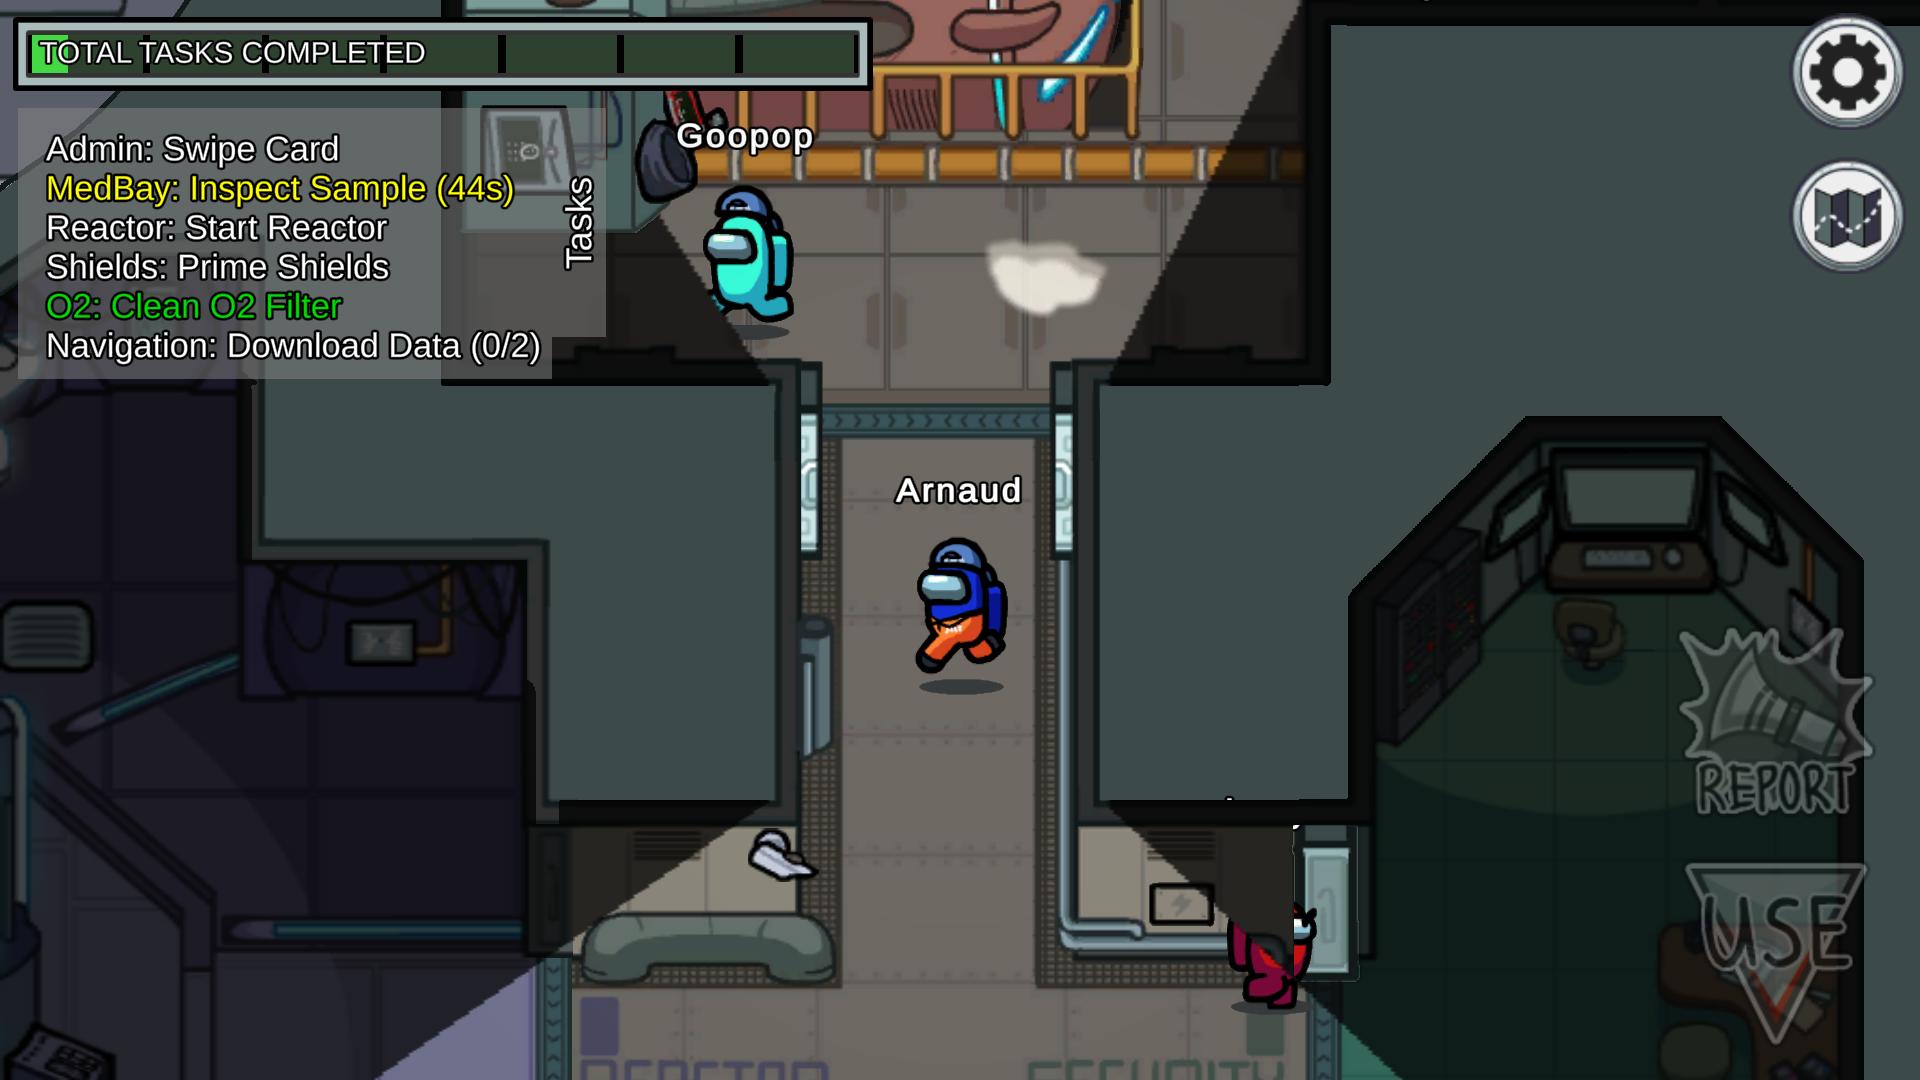 TOTAL TASKS COMPLETED
Admin: Swipe Card
MedBay: Inspect Sample (44s)
Reactor: Start Reactor
Shields: Prime Shields
O2: Clean O2 Filter
Navigation: Download Data (0/2)
Tasks
Goopop
Arnaud
REPORT
USE
REACTOR
SECURITY